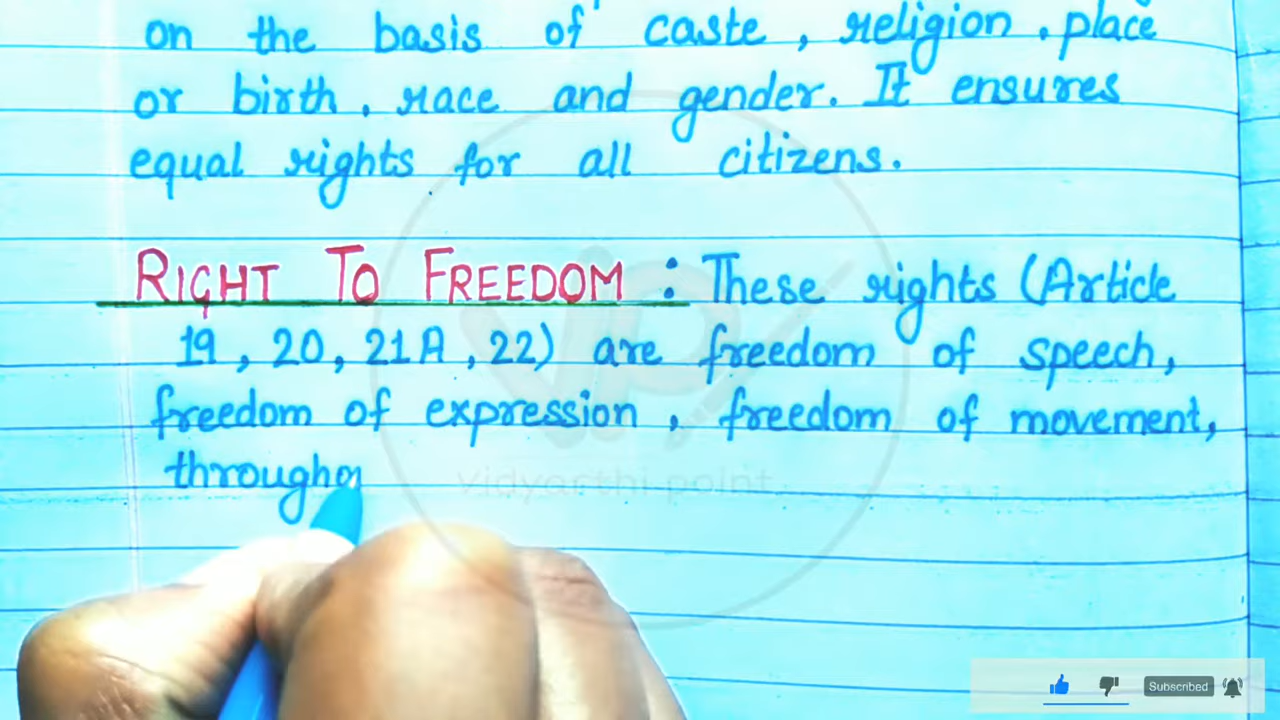 on the basis of caste, religion, place
or birth, race and gender. It ensures
equal rights for all citizens.
RIGHT TO FREEDOM : These rights (Article
19, 20, 21A, 22) are freedom of speech,
freedom of expression, freedom of movement,
througho
Vidyarthi point
Subscribed